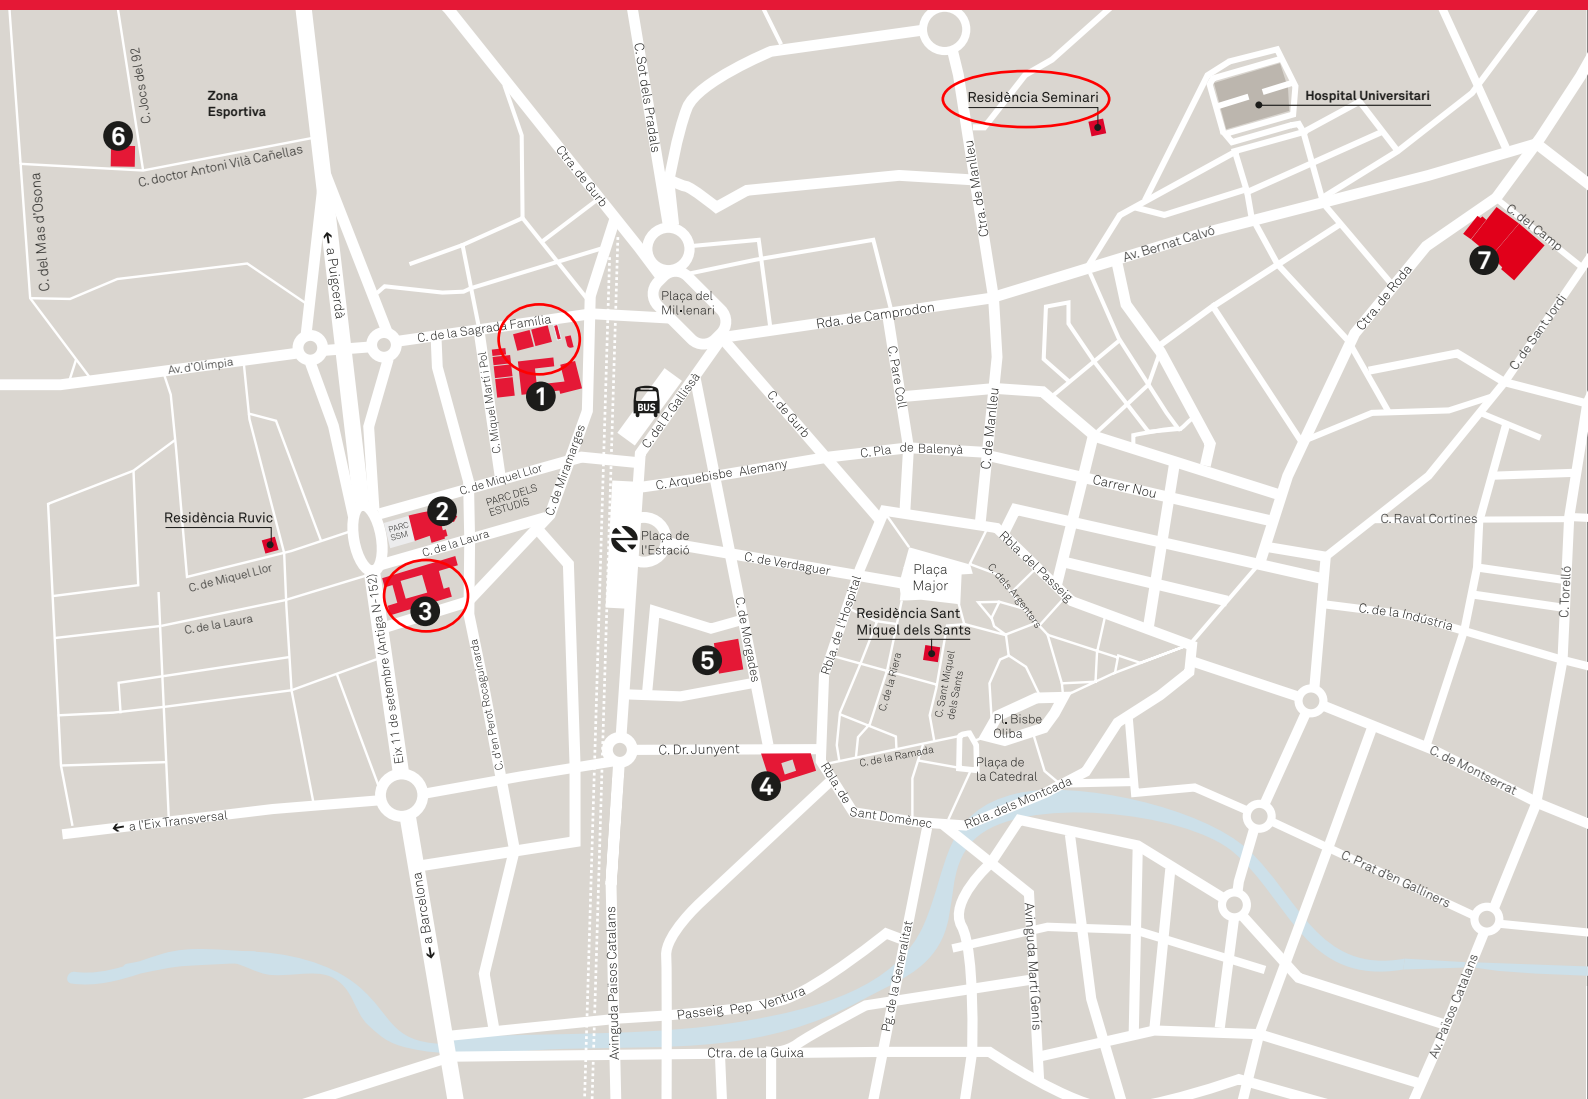 C. Jocs del 92
Zona
Esportiva
6
C. doctor Antoni Vilà Cañellas
C. del Mas d'Osona
a Puigcerdà
C. Sot dels Pradals
Ctra. de Gurb
Residència Seminari
Ctra. de Manlleu
Hospital Universitari
Av. Bernat Calvó
C. del Camp
7
Ctra. de Roda
C. de Sant Jordi
Plaça del
Mil·lenari
Rda. de Camprodon
C. de la Sagrada Família
Av. d'Olímpia
C. Miquel Martí i Pol
1
BUS
C. del P. Gallissà
C. de Gurb
C. Pare Coll
C. de Manlleu
C. Pla de Balenyà
C. Arquebisbe Alemany
Carrer Nou
C. de Miramarges
C. de Miquel Llor
PARC DELS
ESTUDIS
2
PARC
SSM
C. de la Laura
3
Residència Ruvic
C. de Miquel Llor
C. de la Laura
Eix 11 de setembre (Antiga N-152)
C. d'en Perot Rocaguinarda
Plaça de
l'Estació
C. de Verdaguer
C. de Morgades
5
Rbla. de l'Hospital
Plaça
Major
C. dels Argenters
Rbla. del Passeig
Residència Sant
Miquel dels Sants
C. de la Riera
C. Sant Miquel
dels Sants
C. Raval Cortines
C. de la Indústria
C. Torelló
Pl. Bisbe
Oliba
Plaça de
la Catedral
C. de la Ramada
C. Dr. Junyent
4
Rbla. de
Sant Domènec
Rbla. dels Montcada
C. de Montserrat
C. Prat d'en Galliners
a l'Eix Transversal
a Barcelona
Avinguda Països Catalans
Passeig Pep Ventura
Ctra. de la Guixa
Pg. de la Generalitat
Avinguda Martí Genís
Av. Països Catalans